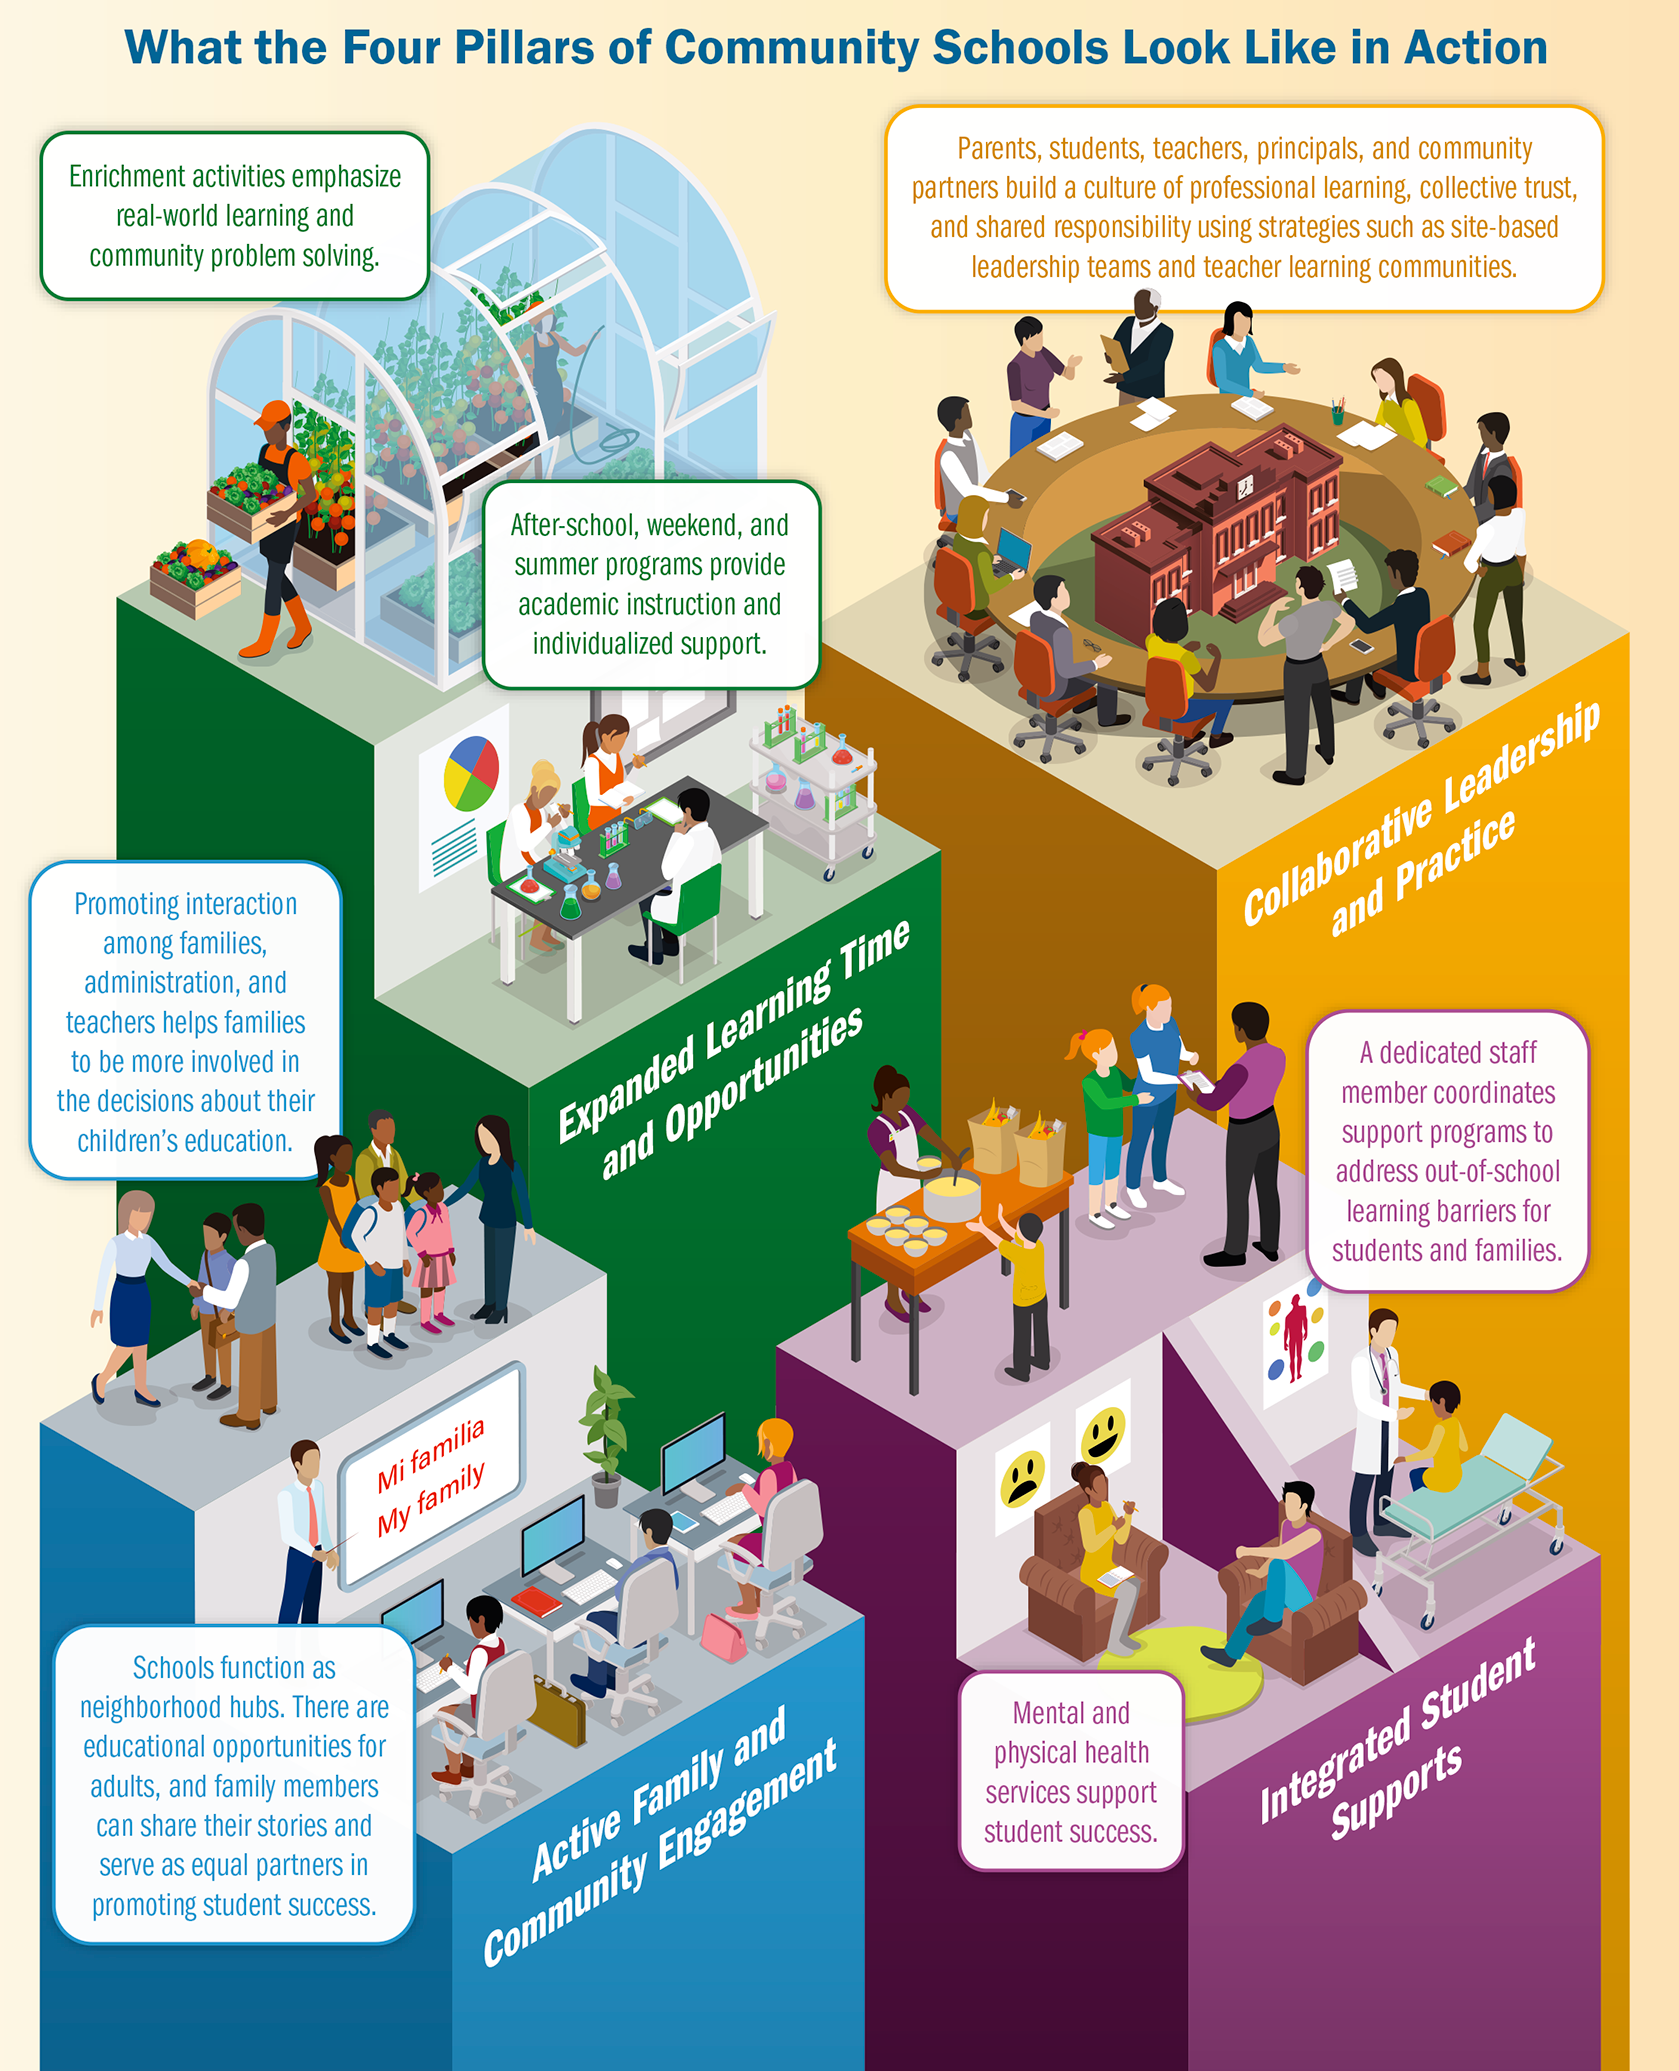 What the Four Pillars of Community Schools Look Like in Action
Enrichment activities emphasize
real-world learning and
community problem solving.
Parents, students, teachers, principals, and community
partners build a culture of professional learning, collective trust,
and shared responsibility using strategies such as site-based
leadership teams and teacher learning communities.
After-school, weekend, and
summer programs provide
academic instruction and
individualized support.
Collaborative Leadership
and Practice
Expanded Learning Time
and Opportunities
Promoting interaction
among families,
administration, and
teachers helps families
to be more involved in
the decisions about their
children’s education.
A dedicated staff
member coordinates
support programs to
address out-of-school
learning barriers for
students and families.
Mi familia
My family
Schools function as
neighborhood hubs. There are
educational opportunities for
adults, and family members
can share their stories and
serve as equal partners in
promoting student success.
Active Family and
Community Engagement
Mental and
physical health
services support
student success.
Integrated Student
Supports